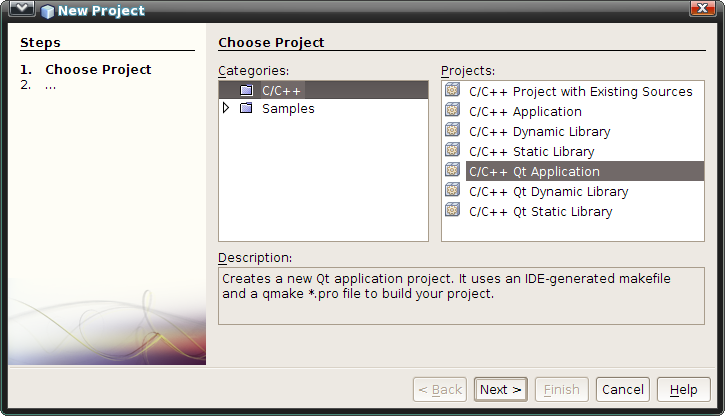 New Project
Steps
1. Choose Project
2. ...
Choose Project
Categories:
C/C++
Samples
Projects:
C/C++ Project with Existing Sources
C/C++ Application
C/C++ Dynamic Library
C/C++ Static Library
C/C++ Qt Application
C/C++ Qt Dynamic Library
C/C++ Qt Static Library
Description:
Creates a new Qt application project. It uses an IDE-generated makefile
and a qmake *.pro file to build your project.
< Back
Next >
Finish
Cancel
Help